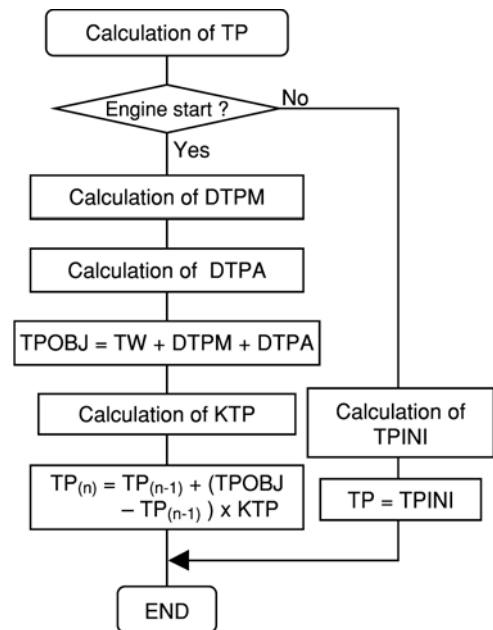 Calculation of TP
Engine start ?
No
Yes
Calculation of DTPM
Calculation of  DTPA
TPOBJ = TW + DTPM + DTPA
Calculation of KTP
TP(n) = TP(n-1) + (TPOBJ
– TP(n-1) ) x KTP
Calculation of
TPINI
TP = TPINI
END